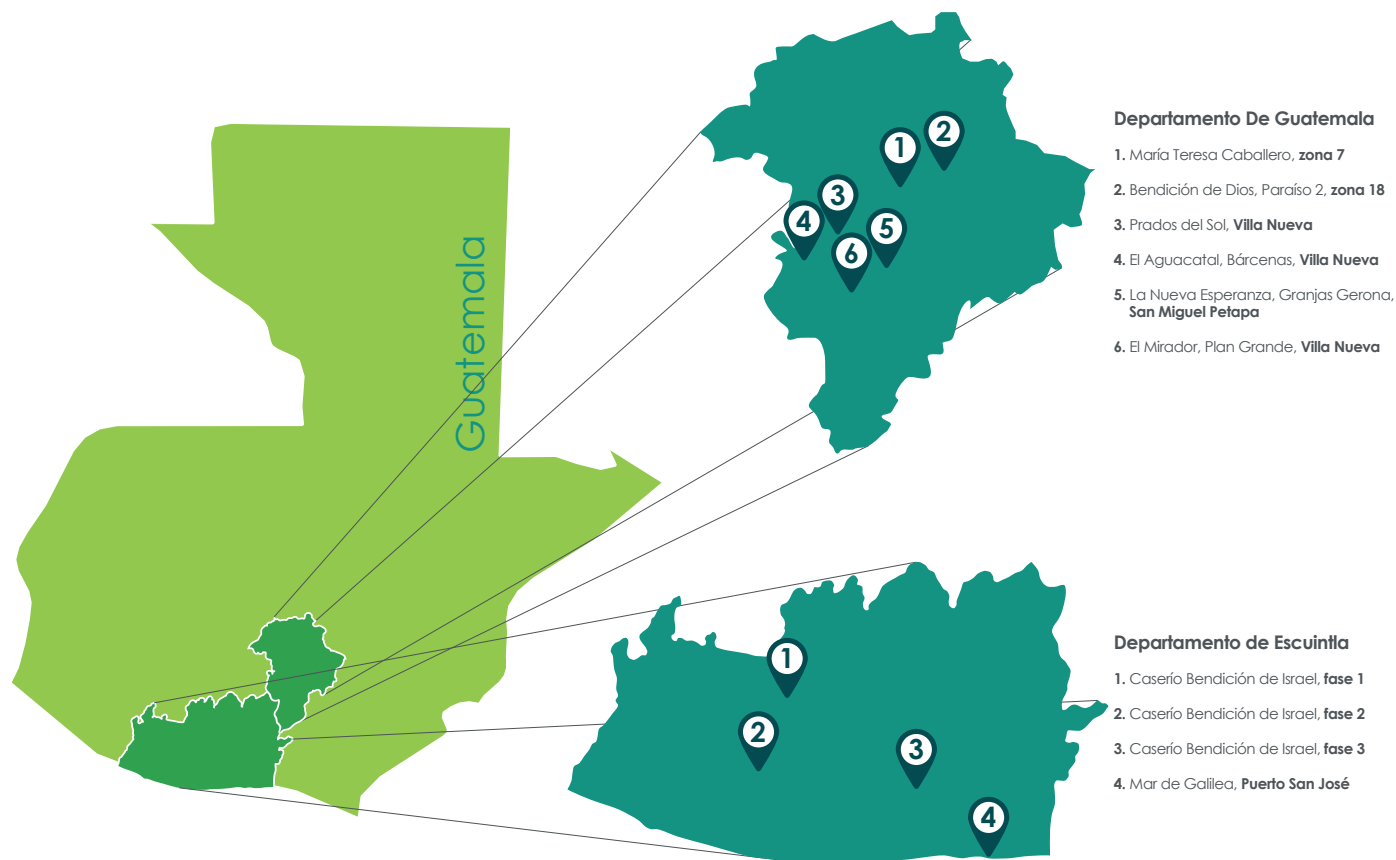 Guatemala
1
2
3
4
5
6
Departamento De Guatemala
1. María Teresa Caballero, zona 7
2. Bendición de Dios, Paraíso 2, zona 18
3. Prados del Sol, Villa Nueva
4. El Aguacatal, Bárcenas, Villa Nueva
5. La Nueva Esperanza, Granjas Gerona,
San Miguel Petapa
6. El Mirador, Plan Grande, Villa Nueva
1
2
3
4
Departamento de Escuintla
1. Caserío Bendición de Israel, fase 1
2. Caserío Bendición de Israel, fase 2
3. Caserío Bendición de Israel, fase 3
4. Mar de Galilea, Puerto San José